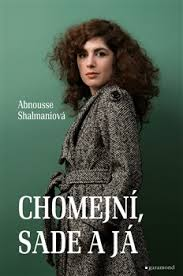 Abnousse
Shalmaniová
CHOMEJNÍ,
SADE A JÁ
garamond